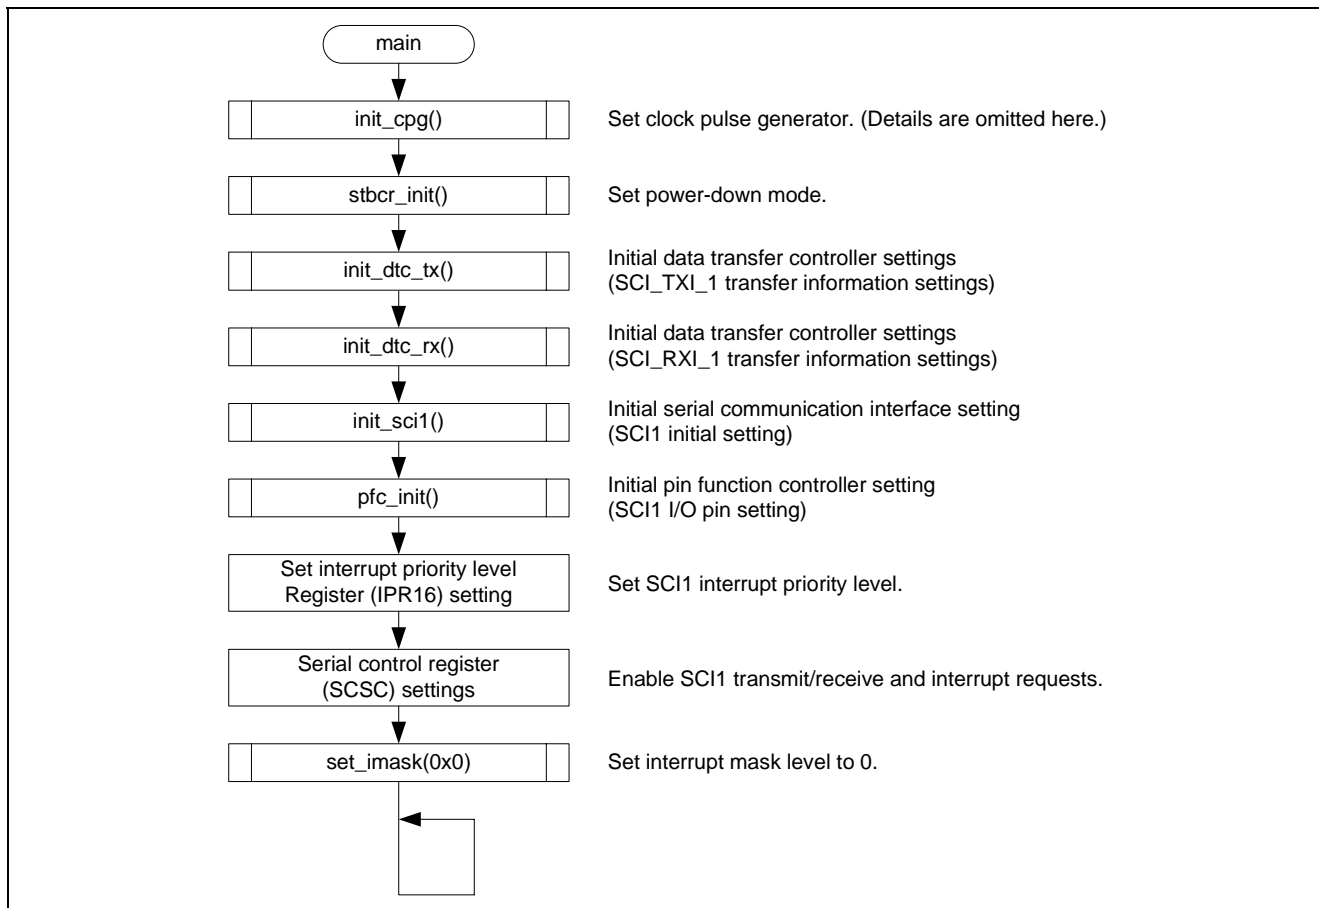 main
init_cpg()
Set clock pulse generator. (Details are omitted here.)
stbcr_init()
Set power-down mode.
init_dtc_tx()
Initial data transfer controller settings
(SCI_TXI_1 transfer information settings)
init_dtc_rx()
Initial data transfer controller settings
(SCI_RXI_1 transfer information settings)
init_sci1()
Initial serial communication interface setting
(SCI1 initial setting)
pfc_init()
Initial pin function controller setting
(SCI1 I/O pin setting)
Set interrupt priority level
Register (IPR16) setting
Set SCI1 interrupt priority level.
Serial control register
(SCSC) settings
Enable SCI1 transmit/receive and interrupt requests.
set_imask(0x0)
Set interrupt mask level to 0.